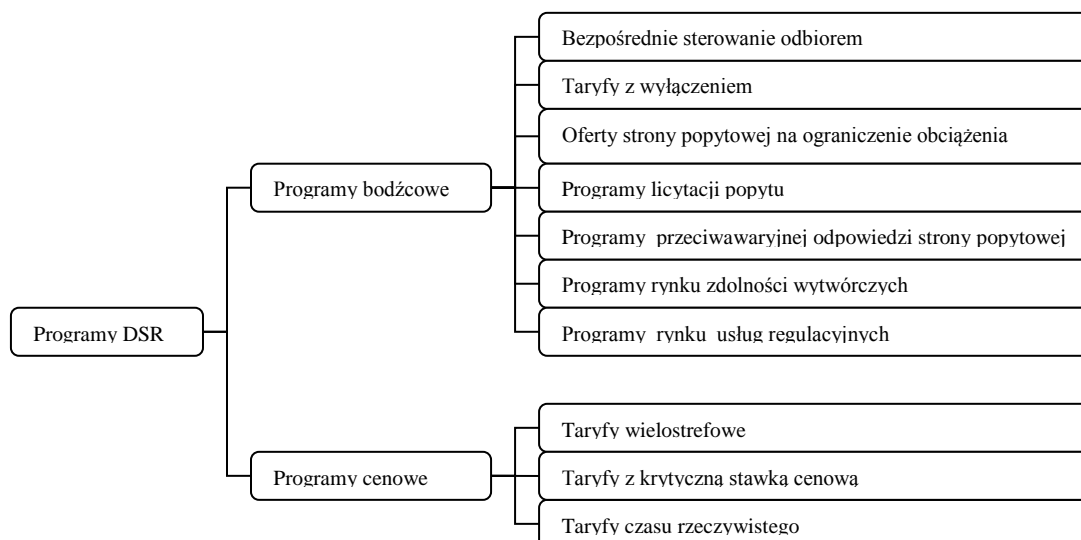 Bezpośrednie sterowanie odbiorem
Taryfy z wyłączeniem
Oferty strony popytowej na ograniczenie obciążenia
Programy bodźcowe
Programy licytacji popytu
Programy przeciwawaryjnej odpowiedzi strony popytowej
Programy rynku zdolności wytwórczych
Programy DSR
Programy rynku usług regulacyjnych
Taryfy wielostrefowe
Programy cenowe
Taryfy z krytyczną stawką cenową
Taryfy czasu rzeczywistego